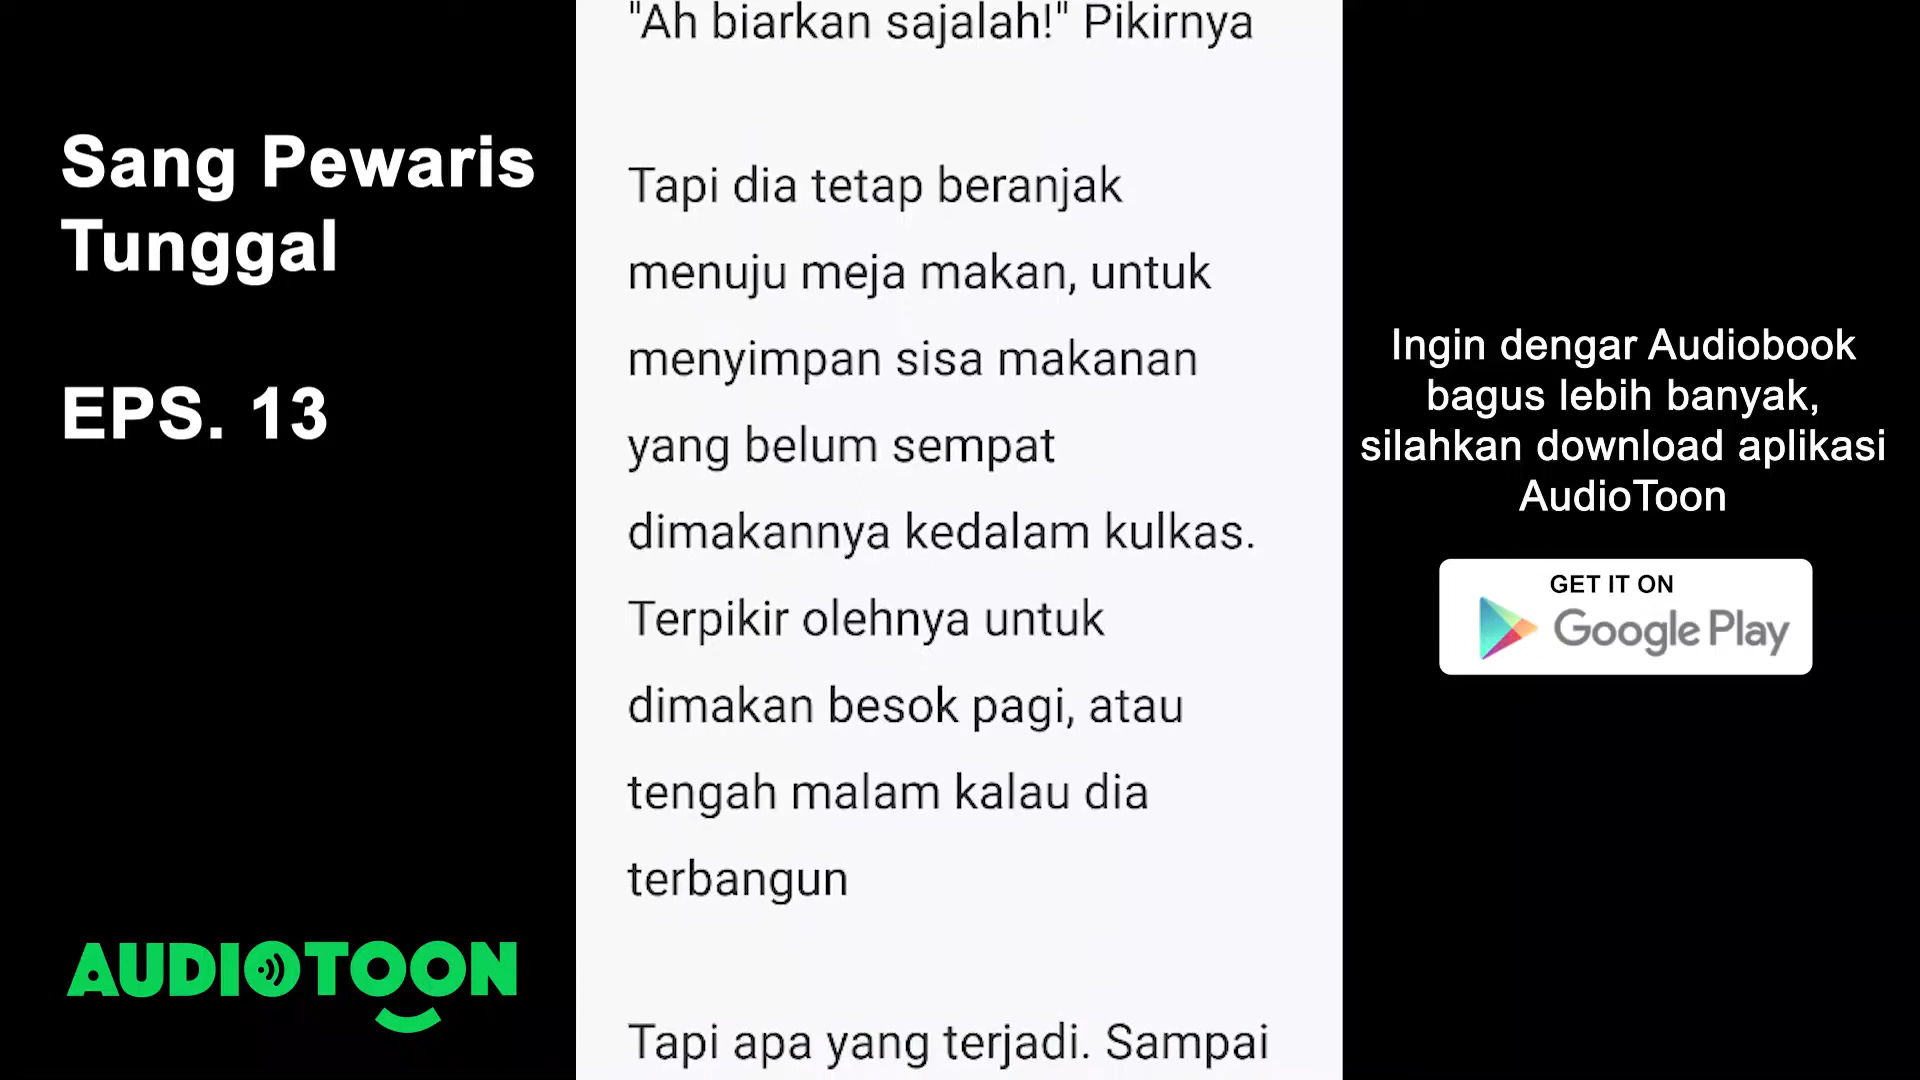 Sang Pewaris
Tunggal
EPS. 13
AUDIOTOON
"Ah biarkan sajalah!" Pikirnya
Tapi dia tetap beranjak
menuju meja makan, untuk
menyimpan sisa makanan
yang belum sempat
dimakannya kedalam kulkas.
Terpikir olehnya untuk
dimakan besok pagi, atau
tengah malam kalau dia
terbangun
Tapi apa yang terjadi. Sampai
Ingin dengar Audiobook
bagus lebih banyak,
silahkan download aplikasi
AudioToon
GET IT ON
Google Play